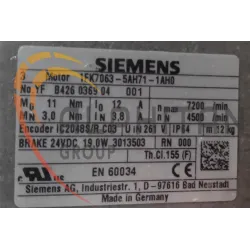 SIEMENS
3~ Motor 1FK7063-5AH71-1AH0
No YF B426 0369 04 001
M₀ 11 Nm I₀ 12 A n max 7200 /min
MN 3,0 Nm IN 3,8 A nN 4500 /min
Encoder IC2048S/R C03 UIN 263 V IP64 m: 12 kg
BRAKE 24VDC, 19.0W 3013503 RN 000
Th.Cl.155 (F)
EN 60034
Siemens AG, Industriestr. 1, D - 97616 Bad Neustadt
Made in Germany
GROUP